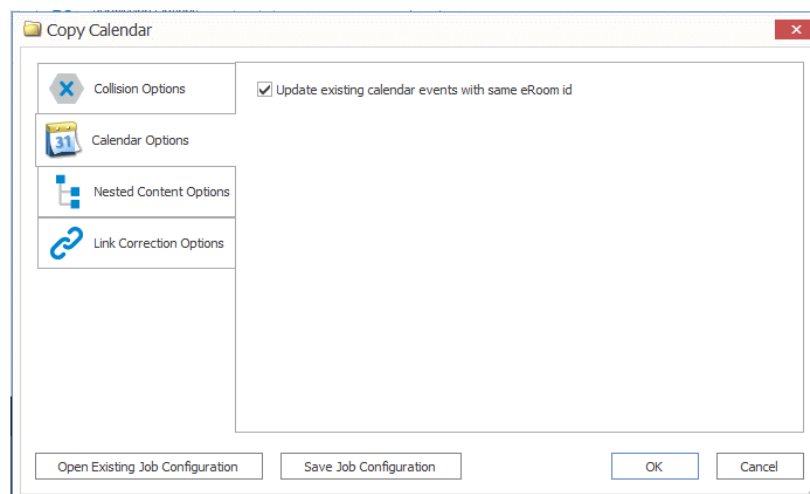 Copy Calendar
Collision Options
Update existing calendar events with same eRoom id
31
Calendar Options
Nested Content Options
Link Correction Options
Open Existing Job Configuration
Save Job Configuration
OK
Cancel